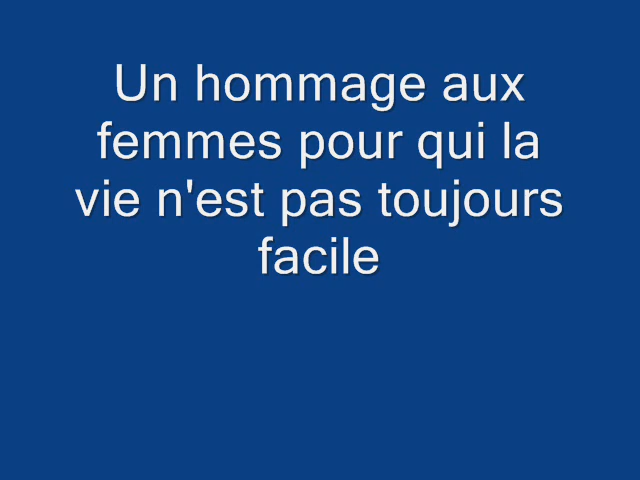 Un hommage aux
femmes pour qui la
vie n'est pas toujours
facile